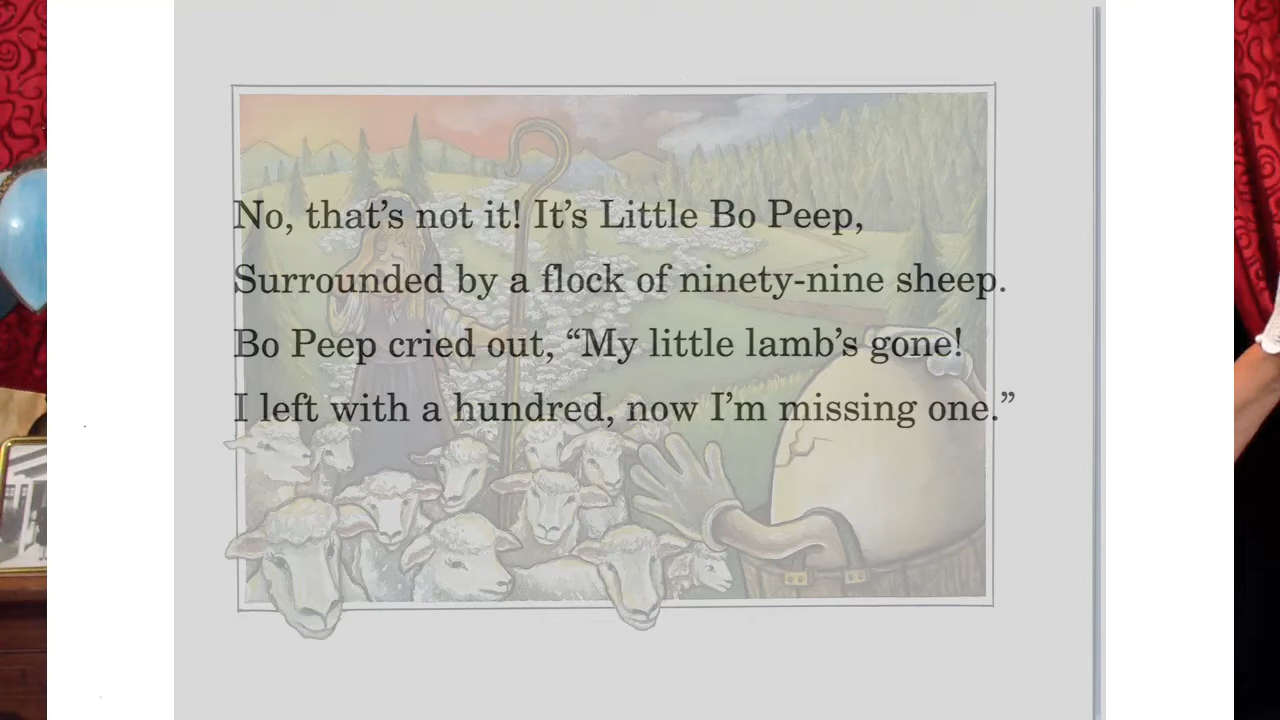 No, that’s not it! It’s Little Bo Peep,
Surrounded by a flock of ninety-nine sheep.
Bo Peep cried out, “My little lamb’s gone!
I left with a hundred, now I’m missing one.”